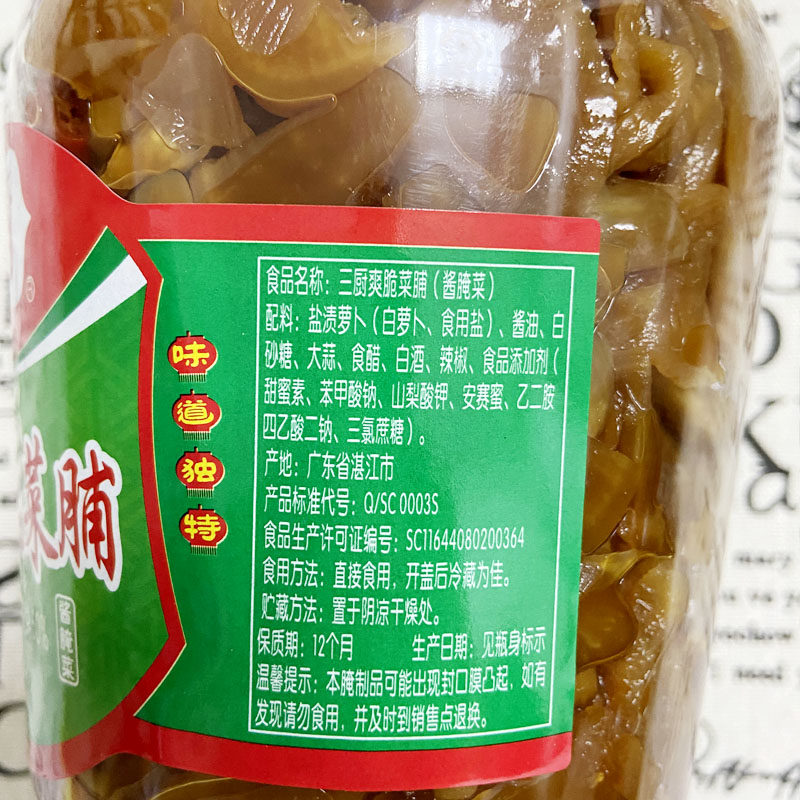 食品名称：三厨爽脆菜脯（酱腌菜）
配料：盐渍萝卜（白萝卜、食用盐）、酱油、白
砂糖、大蒜、食醋、白酒、辣椒、食品添加剂（
甜蜜素、苯甲酸钠、山梨酸钾、安赛蜜、乙二胺
四乙酸二钠、三氯蔗糖）。
产地：广东省湛江市
产品标准代号：Q/SC 0003S
食品生产许可证编号：SC11644080200364
食用方法：直接食用，开盖后冷藏为佳。
贮藏方法：置于阴凉干燥处。
保质期：12个月 生产日期：见瓶身标示
温馨提示：本腌制品可能出现封口膜凸起，如有
发现请勿食用，并及时到销售点退换。
味道独特
菜脯
酱腌菜